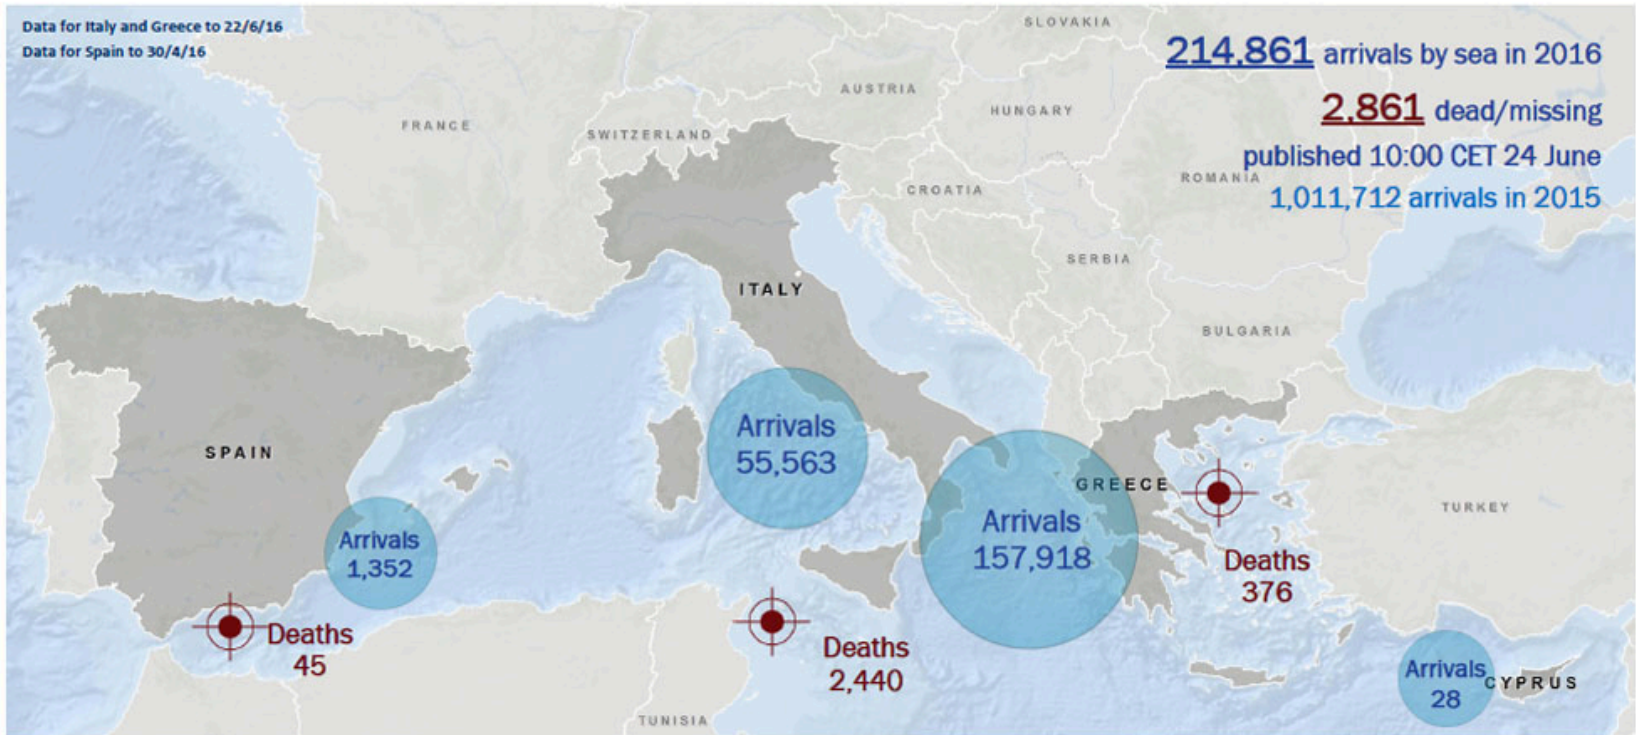 Data for Italy and Greece to 22/6/16
Data for Spain to 30/4/16
214,861 arrivals by sea in 2016
2,861 dead/missing
published 10:00 CET 24 June
1,011,712 arrivals in 2015
SLOVAKIA
AUSTRIA
HUNGARY
FRANCE
SWITZERLAND
ROMANIA
CROATIA
SERBIA
ITALY
BULGARIA
Arrivals
55,563
SPAIN
GREECE
TURKEY
Arrivals
157,918
Arrivals
1,352
Deaths
376
Deaths
45
Deaths
2,440
Arrivals
28
CYPRUS
TUNISIA